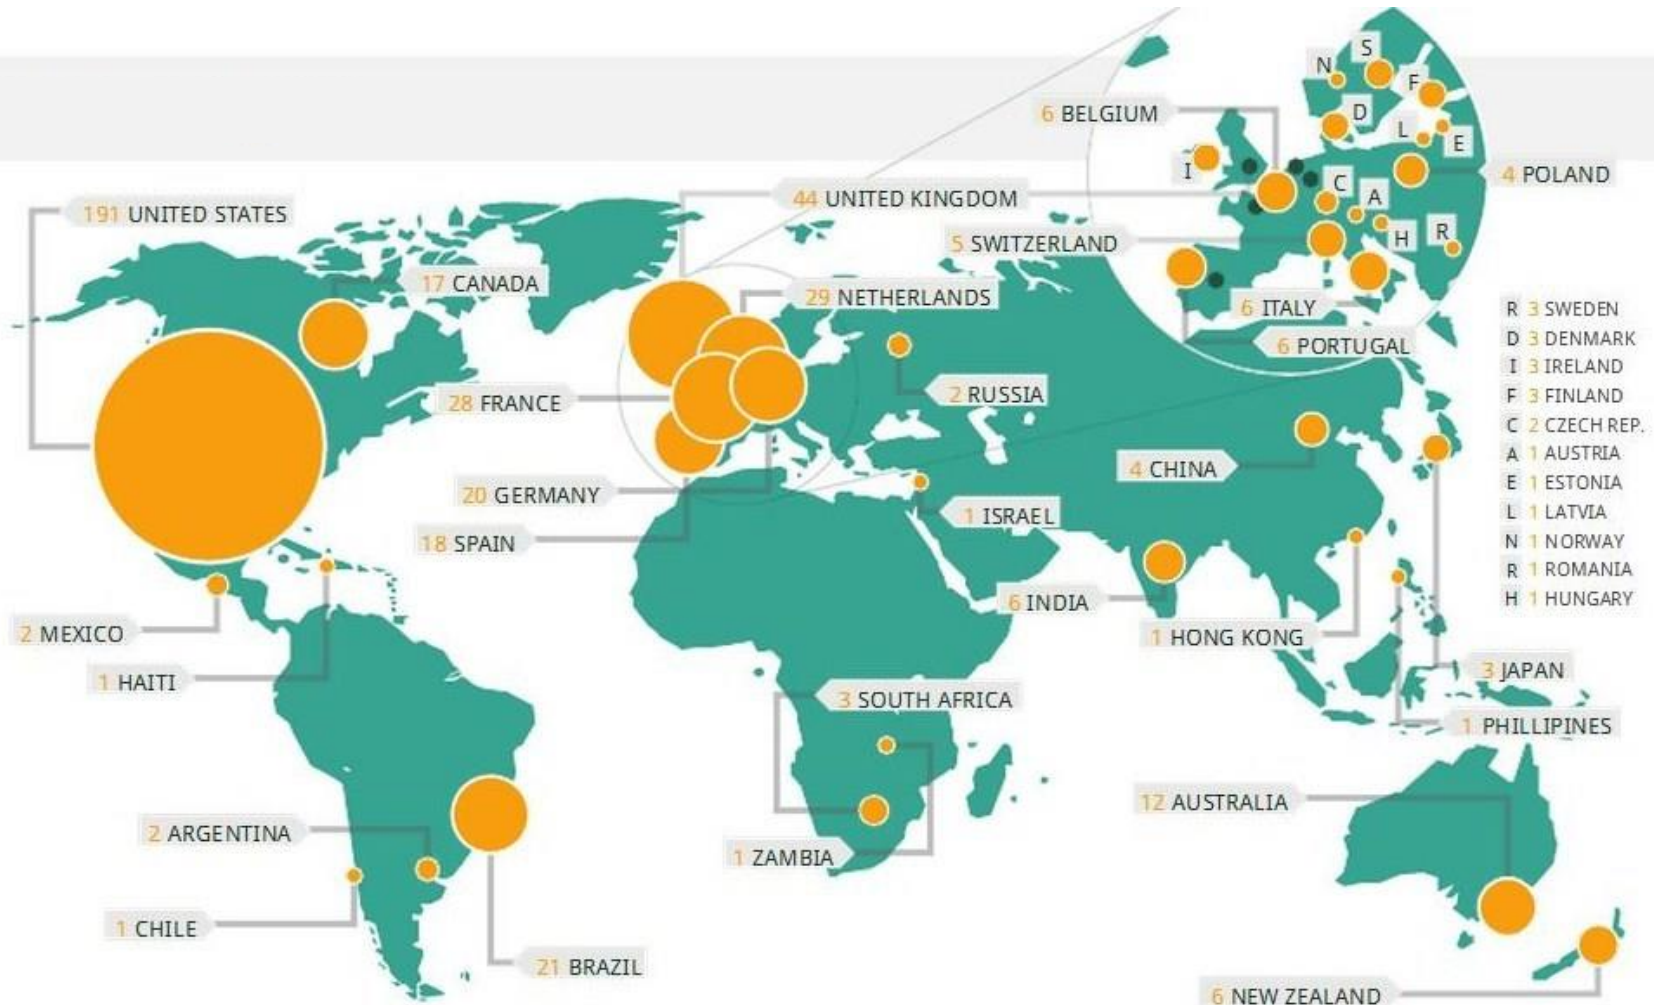 S
N
F
6 BELGIUM
D
L
E
I
4 POLAND
C
A
44 UNITED KINGDOM
191 UNITED STATES
R
H
5 SWITZERLAND
17 CANADA
29 NETHERLANDS
6 ITALY
6 PORTUGAL
R 3 SWEDEN
D 3 DENMARK
I 3 IRELAND
F 3 FINLAND
C 2 CZECH REP.
A 1 AUSTRIA
E 1 ESTONIA
L 1 LATVIA
N 1 NORWAY
R 1 ROMANIA
H 1 HUNGARY
28 FRANCE
2 RUSSIA
4 CHINA
20 GERMANY
1 ISRAEL
18 SPAIN
6 INDIA
2 MEXICO
1 HONG KONG
1 HAITI
3 JAPAN
3 SOUTH AFRICA
1 PHILLIPINES
12 AUSTRALIA
2 ARGENTINA
1 ZAMBIA
1 CHILE
21 BRAZIL
6 NEW ZEALAND